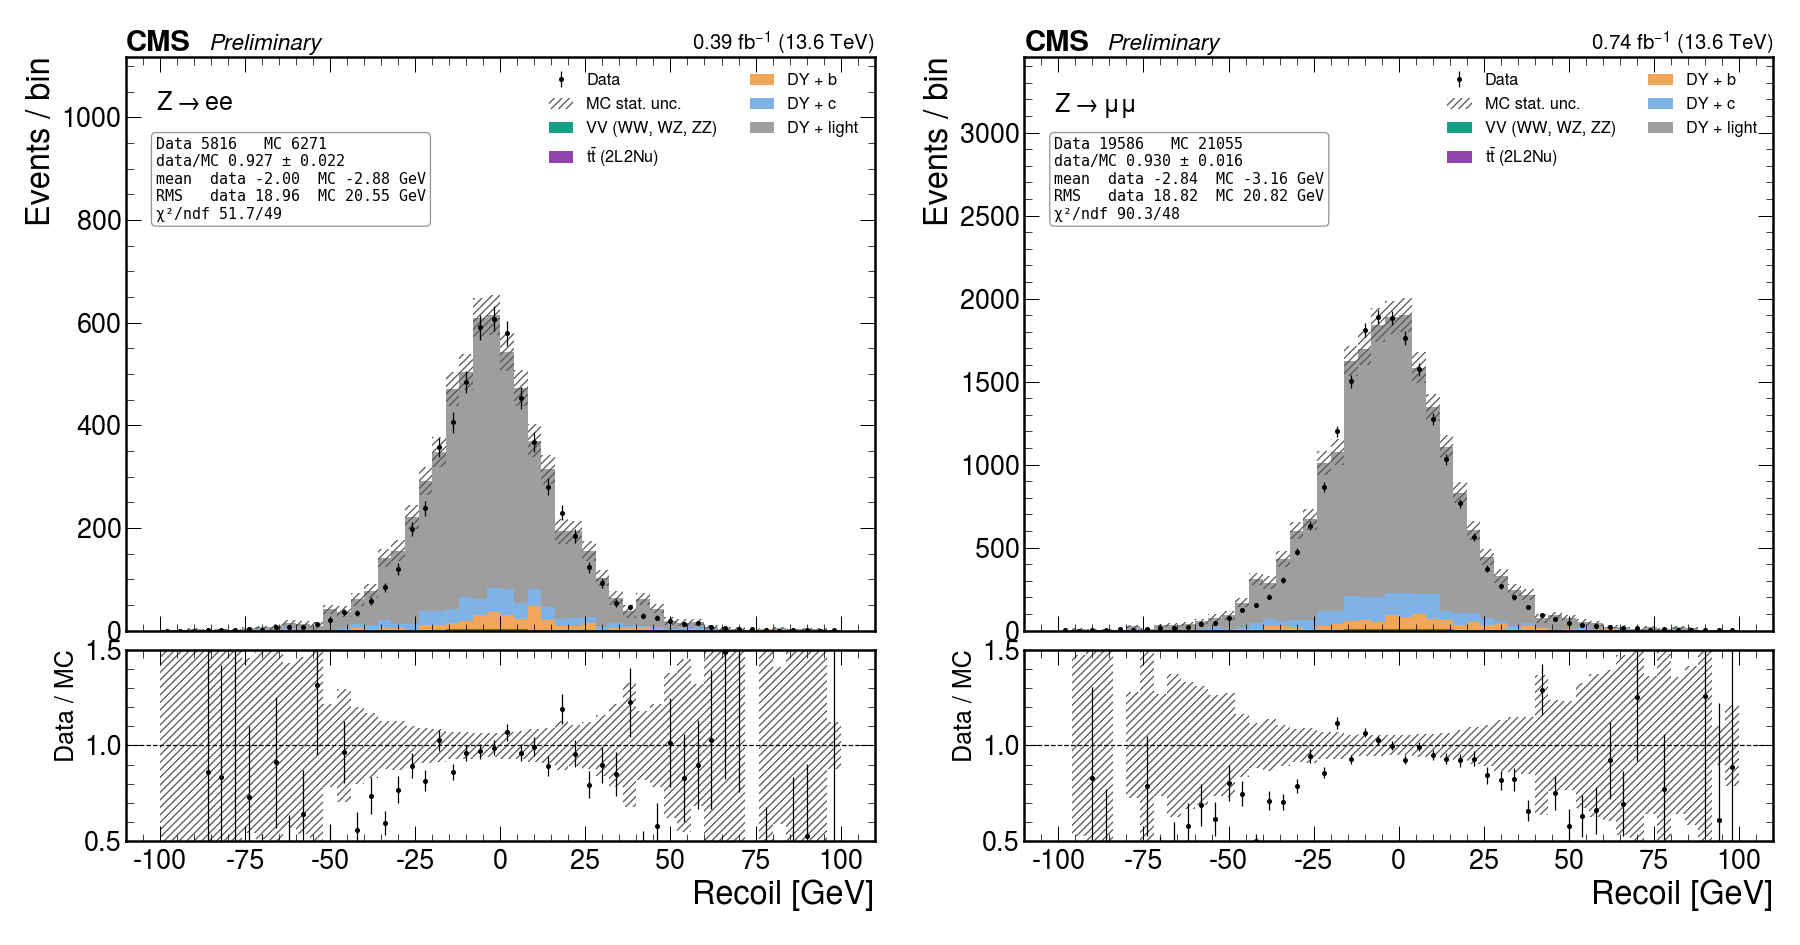 CMS Preliminary 0.39 fb⁻¹ (13.6 TeV)
Events / bin
Z→ee
Data 5816   MC 6271
data/MC 0.927 ± 0.022
mean  data -2.00  MC -2.88 GeV
RMS   data 18.96  MC 20.55 GeV
χ²/ndf 51.7/49
Data
MC stat. unc.
VV (WW, WZ, ZZ)
tt̄ (2L2Nu)
DY + b
DY + c
DY + light
1000
800
600
400
200
0
Data / MC
1.5
1.0
0.5
-100 -75 -50 -25 0 25 50 75 100
Recoil [GeV]
CMS Preliminary 0.74 fb⁻¹ (13.6 TeV)
Events / bin
Z→μμ
Data 19586   MC 21055
data/MC 0.930 ± 0.016
mean  data -2.84  MC -3.16 GeV
RMS   data 18.82  MC 20.82 GeV
χ²/ndf 90.3/48
Data
MC stat. unc.
VV (WW, WZ, ZZ)
tt̄ (2L2Nu)
DY + b
DY + c
DY + light
3000
2500
2000
1500
1000
500
0
Data / MC
1.5
1.0
0.5
-100 -75 -50 -25 0 25 50 75 100
Recoil [GeV]